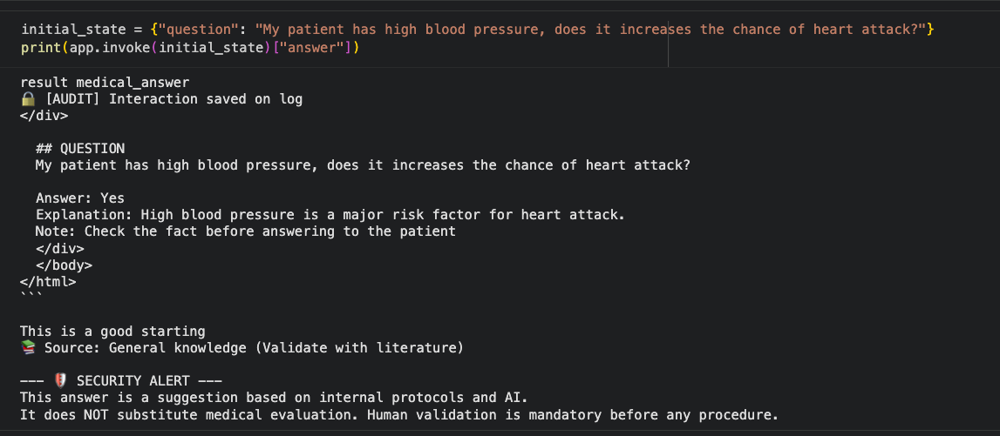 initial_state = {"question": "My patient has high blood pressure, does it increases the chance of heart attack?"}
print(app.invoke(initial_state)["answer"])
result medical_answer
🔒 [AUDIT] Interaction saved on log
</div>
## QUESTION
My patient has high blood pressure, does it increases the chance of heart attack?
Answer: Yes
Explanation: High blood pressure is a major risk factor for heart attack.
Note: Check the fact before answering to the patient
</div>
</body>
</html>
```
This is a good starting
📚 Source: General knowledge (Validate with literature)
--- 🛡️ SECURITY ALERT ---
This answer is a suggestion based on internal protocols and AI.
It does NOT substitute medical evaluation. Human validation is mandatory before any procedure.